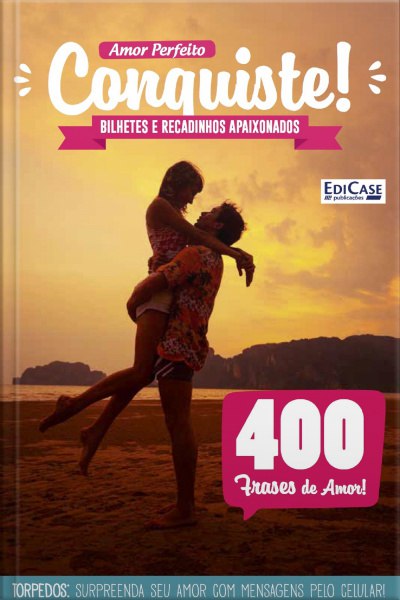 Amor Perfeito
Conquiste!
BILHETES E RECADINHOS APAIXONADOS
EDICASE
publicações
400
Frases de Amor!
TORPEDOS: SURPREENDA SEU AMOR COM MENSAGENS PELO CELULAR!